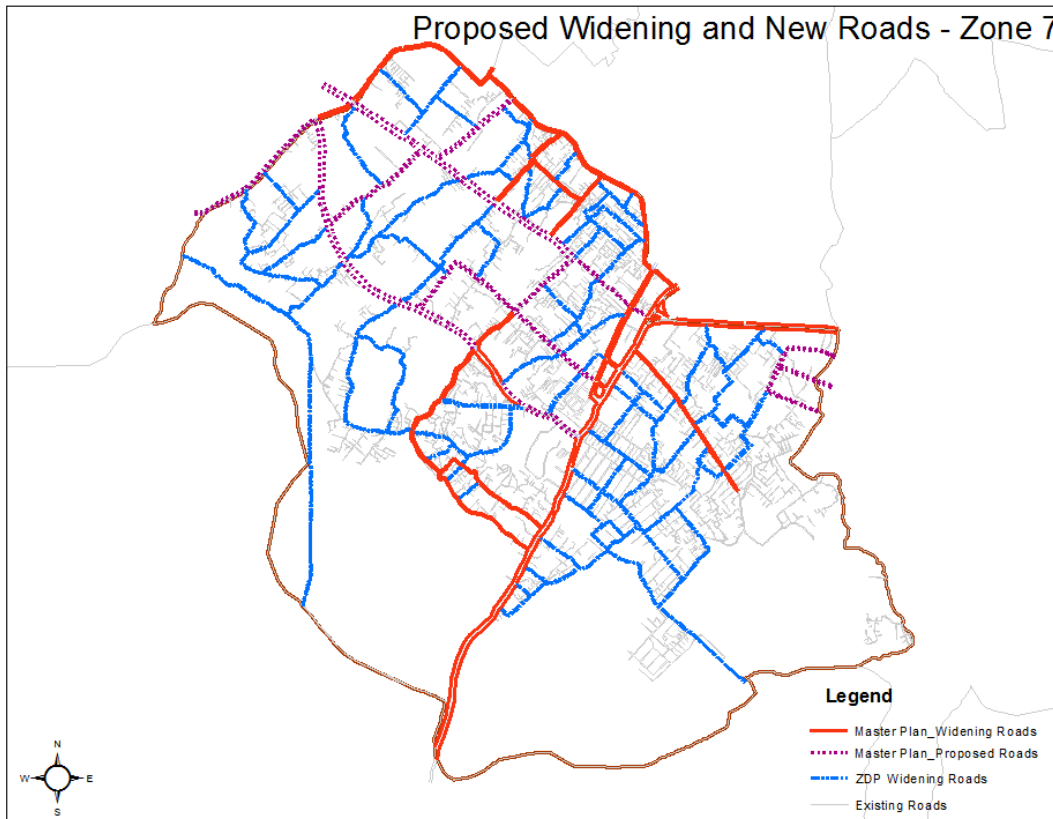 Proposed Widening and New Roads - Zone 7
Legend
Master Plan_Widening Roads
Master Plan_Proposed Roads
ZDP Widening Roads
Existing Roads
N
W E
S